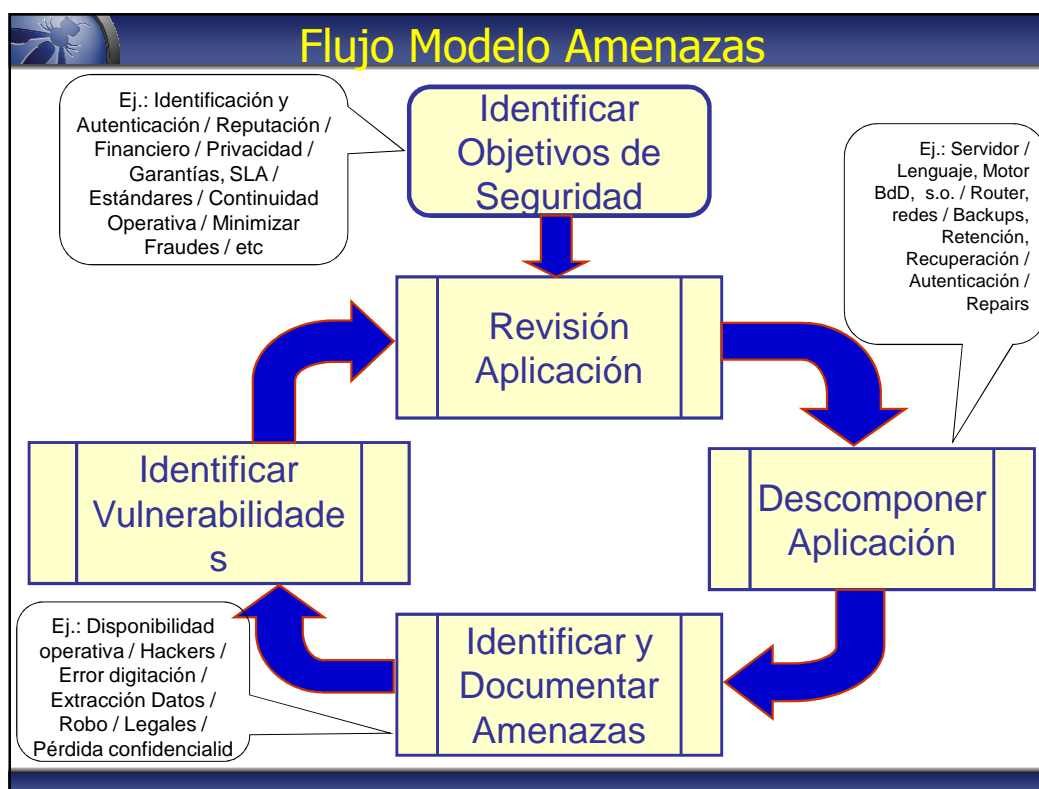 Flujo Modelo Amenazas
Ej.: Identificación y
Autenticación / Reputación /
Financiero / Privacidad /
Garantías, SLA /
Estándares / Continuidad
Operativa / Minimizar
Fraudes / etc
Identificar
Objetivos de
Seguridad
Ej.: Servidor /
Lenguaje, Motor
BdD, s.o. / Router,
redes / Backups,
Retención,
Recuperación /
Autenticación /
Repairs
Revisión
Aplicación
Identificar
Vulnerabilidade
s
Descomponer
Aplicación
Ej.: Disponibilidad
operativa / Hackers /
Error digitación /
Extracción Datos /
Robo / Legales /
Pérdida confidencialid
Identificar y
Documentar
Amenazas